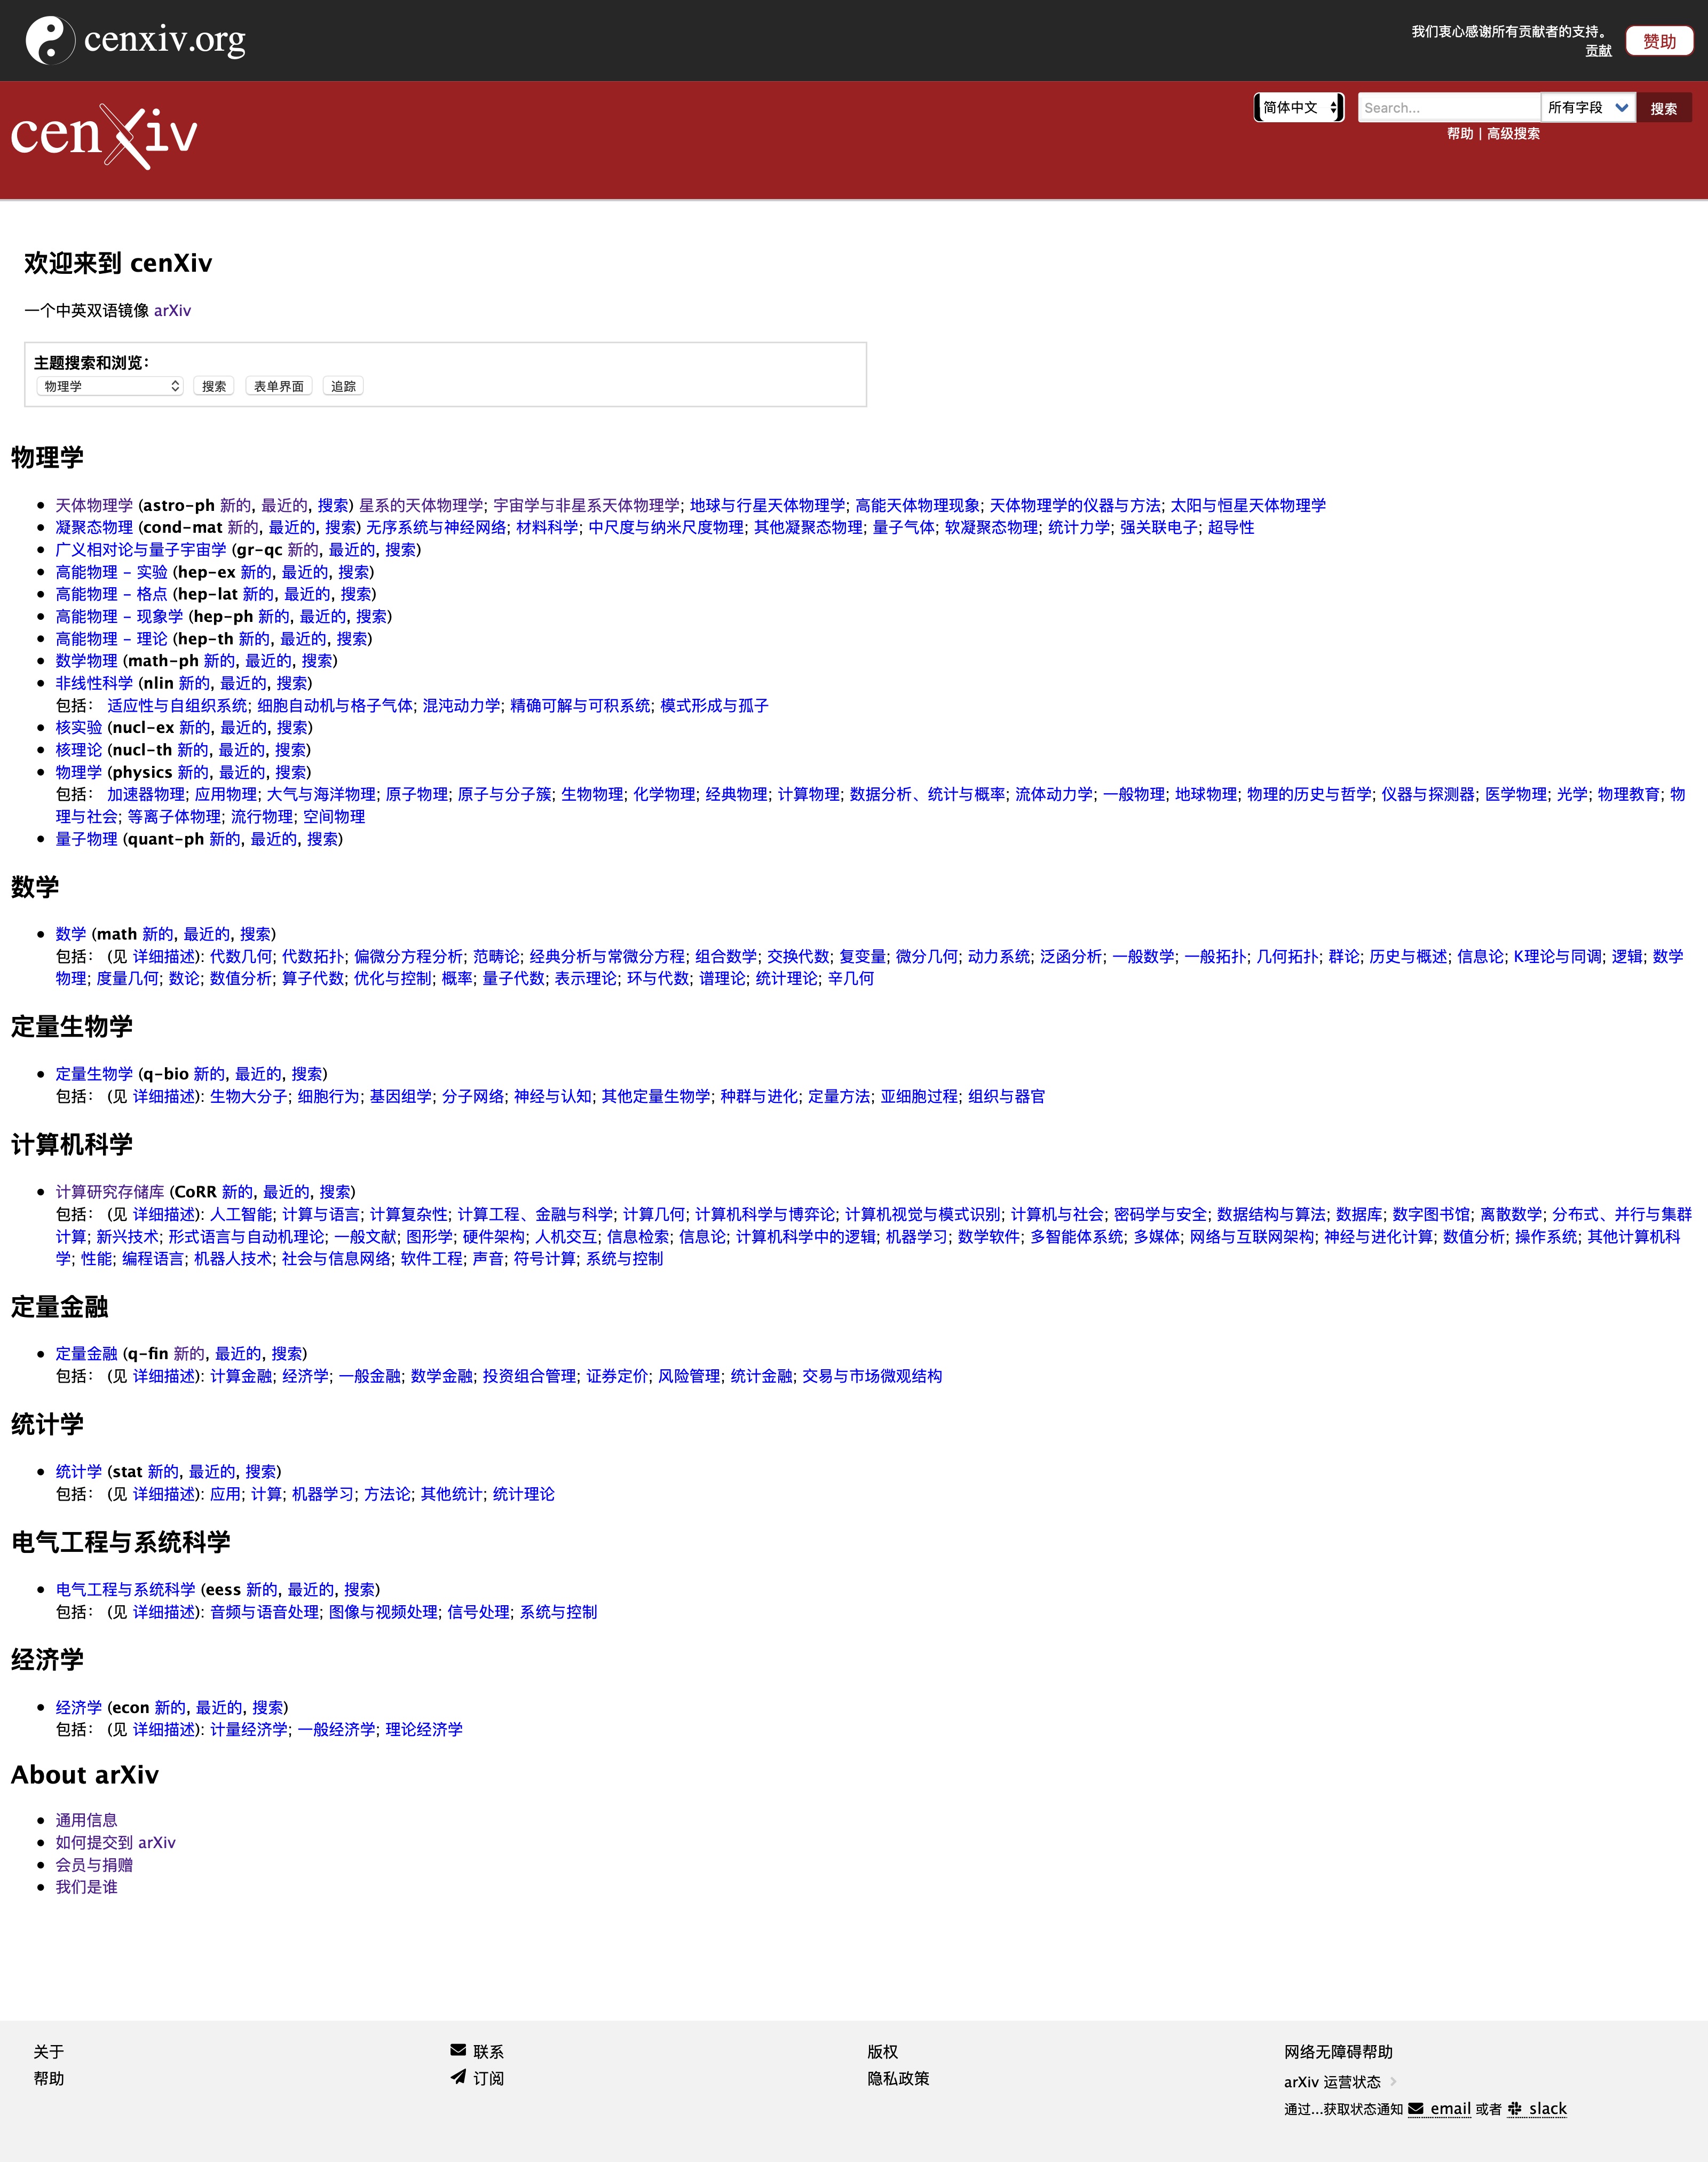 cenxiv.org
我们衷心感谢所有贡献者的支持。
贡献
赞助
cenXiv
简体中文
Search...
所有字段
搜索
帮助 | 高级搜索
欢迎来到 cenXiv
一个中英双语镜像 arXiv
主题搜索和浏览：
物理学 搜索 表单界面 追踪
物理学
天体物理学 (astro-ph 新的, 最近的, 搜索) 星系的天体物理学; 宇宙学与非星系天体物理学; 地球与行星天体物理学; 高能天体物理现象; 天体物理学的仪器与方法; 太阳与恒星天体物理学
凝聚态物理 (cond-mat 新的, 最近的, 搜索) 无序系统与神经网络; 材料科学; 中尺度与纳米尺度物理; 其他凝聚态物理; 量子气体; 软凝聚态物理; 统计力学; 强关联电子; 超导性
广义相对论与量子宇宙学 (gr-qc 新的, 最近的, 搜索)
高能物理 – 实验 (hep-ex 新的, 最近的, 搜索)
高能物理 – 格点 (hep-lat 新的, 最近的, 搜索)
高能物理 – 现象学 (hep-ph 新的, 最近的, 搜索)
高能物理 – 理论 (hep-th 新的, 最近的, 搜索)
数学物理 (math-ph 新的, 最近的, 搜索)
非线性科学 (nlin 新的, 最近的, 搜索)
包括： 适应性与自组织系统; 细胞自动机与格子气体; 混沌动力学; 精确可解与可积系统; 模式形成与孤子
核实验 (nucl-ex 新的, 最近的, 搜索)
核理论 (nucl-th 新的, 最近的, 搜索)
物理学 (physics 新的, 最近的, 搜索)
包括： 加速器物理; 应用物理; 大气与海洋物理; 原子物理; 原子与分子簇; 生物物理; 化学物理; 经典物理; 计算物理; 数据分析、统计与概率; 流体动力学; 一般物理; 地球物理; 物理的历史与哲学; 仪器与探测器; 医学物理; 光学; 物理教育; 物
理与社会; 等离子体物理; 流行物理; 空间物理
量子物理 (quant-ph 新的, 最近的, 搜索)
数学
数学 (math 新的, 最近的, 搜索)
包括： (见 详细描述): 代数几何; 代数拓扑; 偏微分方程分析; 范畴论; 经典分析与常微分方程; 组合数学; 交换代数; 复变量; 微分几何; 动力系统; 泛函分析; 一般数学; 一般拓扑; 几何拓扑; 群论; 历史与概述; 信息论; K理论与同调; 逻辑; 数学
物理; 度量几何; 数论; 数值分析; 算子代数; 优化与控制; 概率; 量子代数; 表示理论; 环与代数; 谱理论; 统计理论; 辛几何
定量生物学
定量生物学 (q-bio 新的, 最近的, 搜索)
包括： (见 详细描述): 生物大分子; 细胞行为; 基因组学; 分子网络; 神经与认知; 其他定量生物学; 种群与进化; 定量方法; 亚细胞过程; 组织与器官
计算机科学
计算研究存储库 (CoRR 新的, 最近的, 搜索)
包括： (见 详细描述): 人工智能; 计算与语言; 计算复杂性; 计算工程、金融与科学; 计算几何; 计算机科学与博弈论; 计算机视觉与模式识别; 计算机与社会; 密码学与安全; 数据结构与算法; 数据库; 数字图书馆; 离散数学; 分布式、并行与集群
计算; 新兴技术; 形式语言与自动机理论; 一般文献; 图形学; 硬件架构; 人机交互; 信息检索; 信息论; 计算机科学中的逻辑; 机器学习; 数学软件; 多智能体系统; 多媒体; 网络与互联网架构; 神经与进化计算; 数值分析; 操作系统; 其他计算机科
学; 性能; 编程语言; 机器人技术; 社会与信息网络; 软件工程; 声音; 符号计算; 系统与控制
定量金融
定量金融 (q-fin 新的, 最近的, 搜索)
包括： (见 详细描述): 计算金融; 经济学; 一般金融; 数学金融; 投资组合管理; 证券定价; 风险管理; 统计金融; 交易与市场微观结构
统计学
统计学 (stat 新的, 最近的, 搜索)
包括： (见 详细描述): 应用; 计算; 机器学习; 方法论; 其他统计; 统计理论
电气工程与系统科学
电气工程与系统科学 (eess 新的, 最近的, 搜索)
包括： (见 详细描述): 音频与语音处理; 图像与视频处理; 信号处理; 系统与控制
经济学
经济学 (econ 新的, 最近的, 搜索)
包括： (见 详细描述): 计量经济学; 一般经济学; 理论经济学
About arXiv
通用信息
如何提交到 arXiv
会员与捐赠
我们是谁
关于
帮助
联系
订阅
版权
隐私政策
网络无障碍帮助
arXiv 运营状态
通过...获取状态通知 email 或者 slack